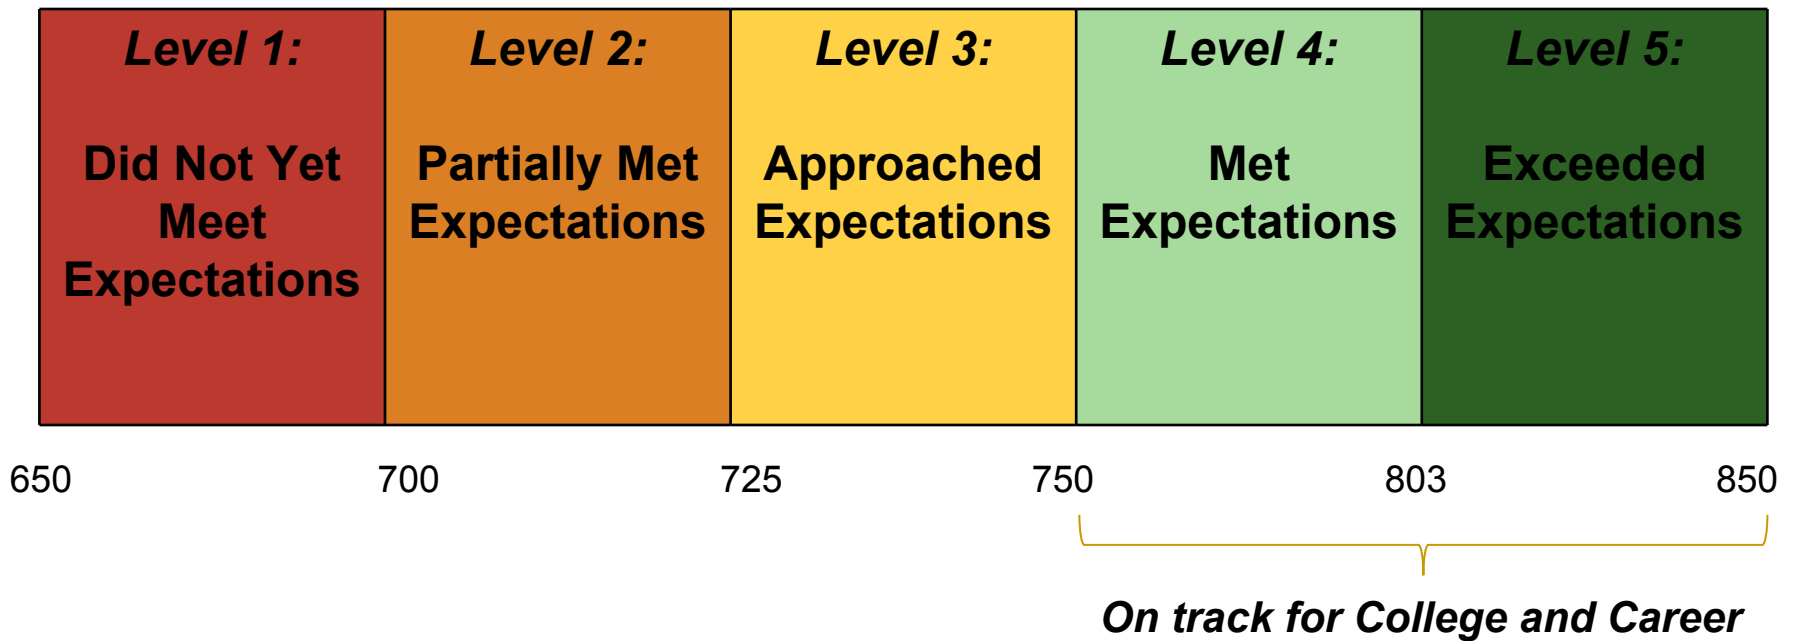 Level 1:
Did Not Yet
Meet
Expectations
Level 2:
Partially Met
Expectations
Level 3:
Approached
Expectations
Level 4:
Met
Expectations
Level 5:
Exceeded
Expectations
650 700 725 750 803 850
On track for College and Career